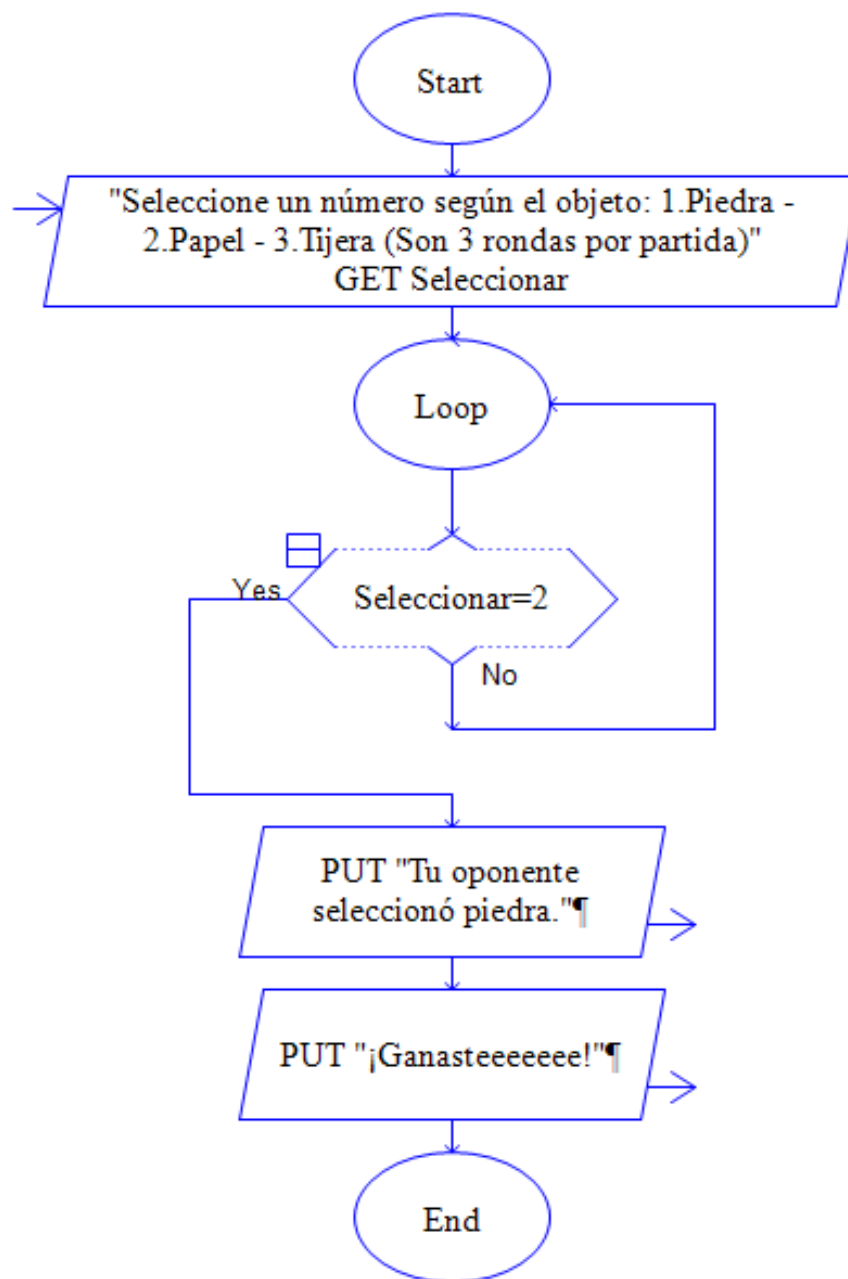 Start
"Seleccione un número según el objeto: 1.Piedra -
2.Papel - 3.Tijera (Son 3 rondas por partida)"
GET Seleccionar
Loop
Yes
Seleccionar=2
No
PUT "Tu oponente
seleccionó piedra."¶
PUT "¡Ganasteeeeeee!"¶
End